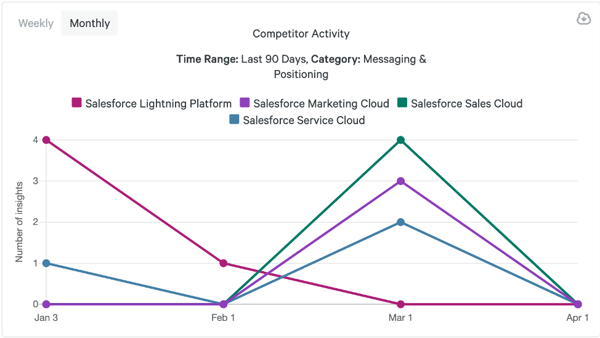 Weekly Monthly
Competitor Activity
Time Range: Last 90 Days, Category: Messaging &
Positioning
Salesforce Lightning Platform Salesforce Marketing Cloud Salesforce Sales Cloud
Salesforce Service Cloud
Number of insights
4
3
2
1
0
Jan 3 Feb 1 Mar 1 Apr 1